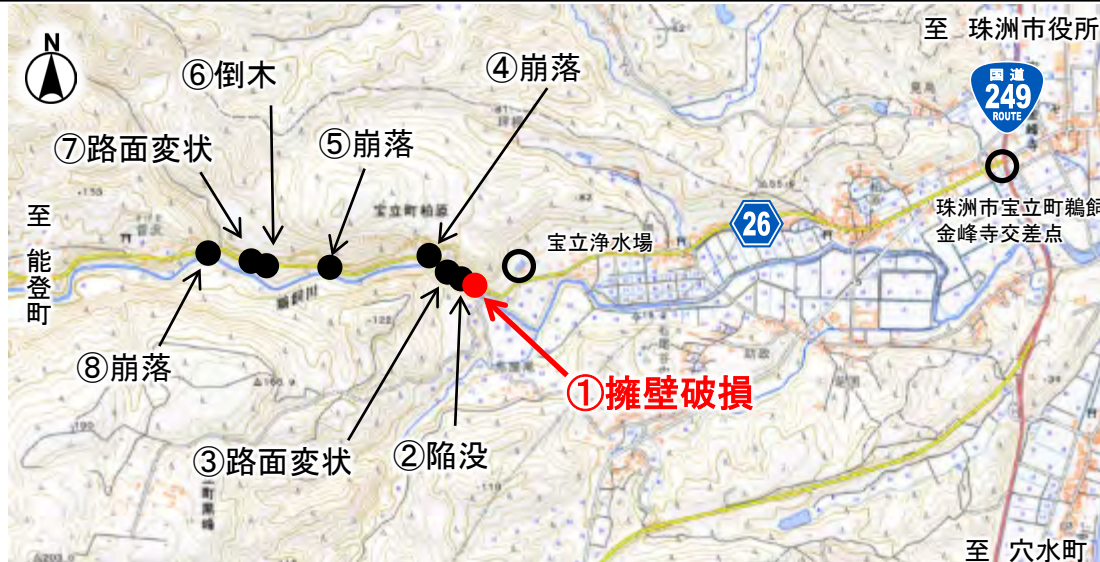 N
至 珠洲市役所
国道
249
ROUTE
④崩落
⑥倒木
⑦路面変状
⑤崩落
宝立町柏原
至 能登町
宝立浄水場
26
珠洲市宝立町鵜飼
金峰寺交差点
鵜飼川
⑧崩落
①擁壁破損
③路面変状
②陥没
至 穴水町